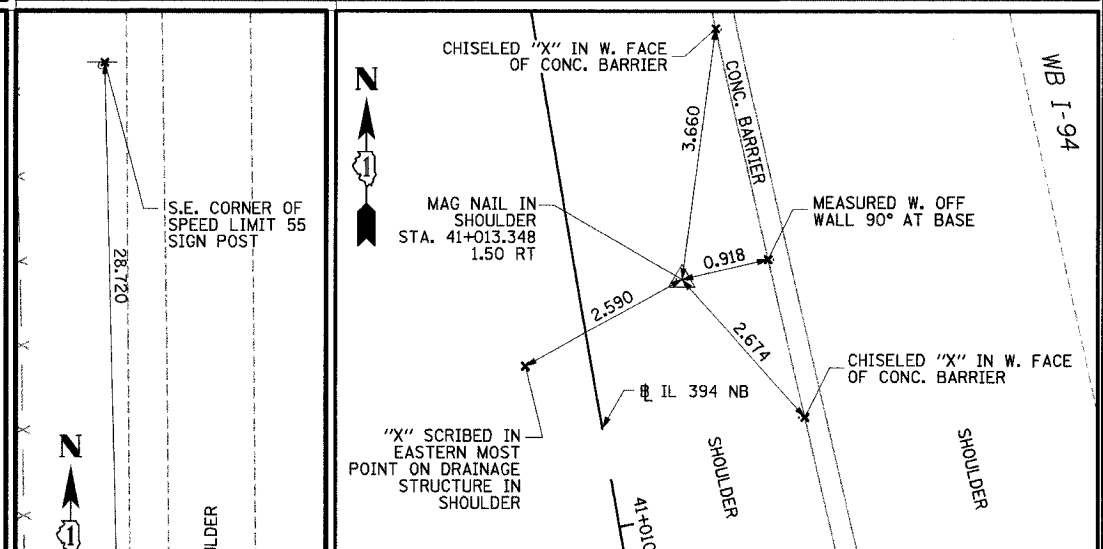 S.E. CORNER OF
SPEED LIMIT 55
SIGN POST
28.720
N
1
N
1
CHISELED "X" IN W. FACE
OF CONC. BARRIER
CONC. BARRIER
WB I-94
3.660
MAG NAIL IN
SHOULDER
STA. 41+013.348
1.50 RT
MEASURED W. OFF
WALL 90° AT BASE
0.918
2.590
2.674
CHISELED "X" IN W. FACE
OF CONC. BARRIER
IL 394 NB
"X" SCRIBED IN
EASTERN MOST
POINT ON DRAINAGE
STRUCTURE IN
SHOULDER
SHOULDER
SHOULDER
41+010